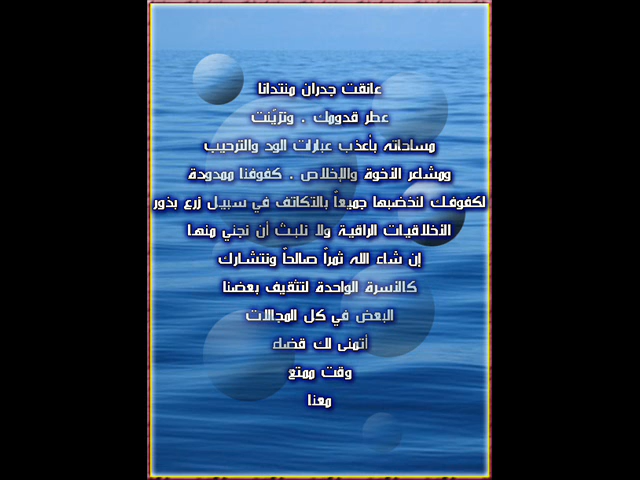 عانقت جدران منتدانا
عطر قدومك . وتزيّنت
مساحاته بأعذب عبارات الود والترحيب
ومشاعر الأخوة والإخلاص . كفوفنا ممدودة
لكفوفك لنخضبها جميعاً بالتكاتف في سبيل زرع بذور
الأخلاقيات الراقية ولا نلبث أن نجني منها
إن شاء الله ثمراً صالحاً ونتشارك
كالأسرة الواحدة لتثقيف بعضنا
البعض في كل المجالات
أتمنى لك قضاء
وقت ممتع
معنا